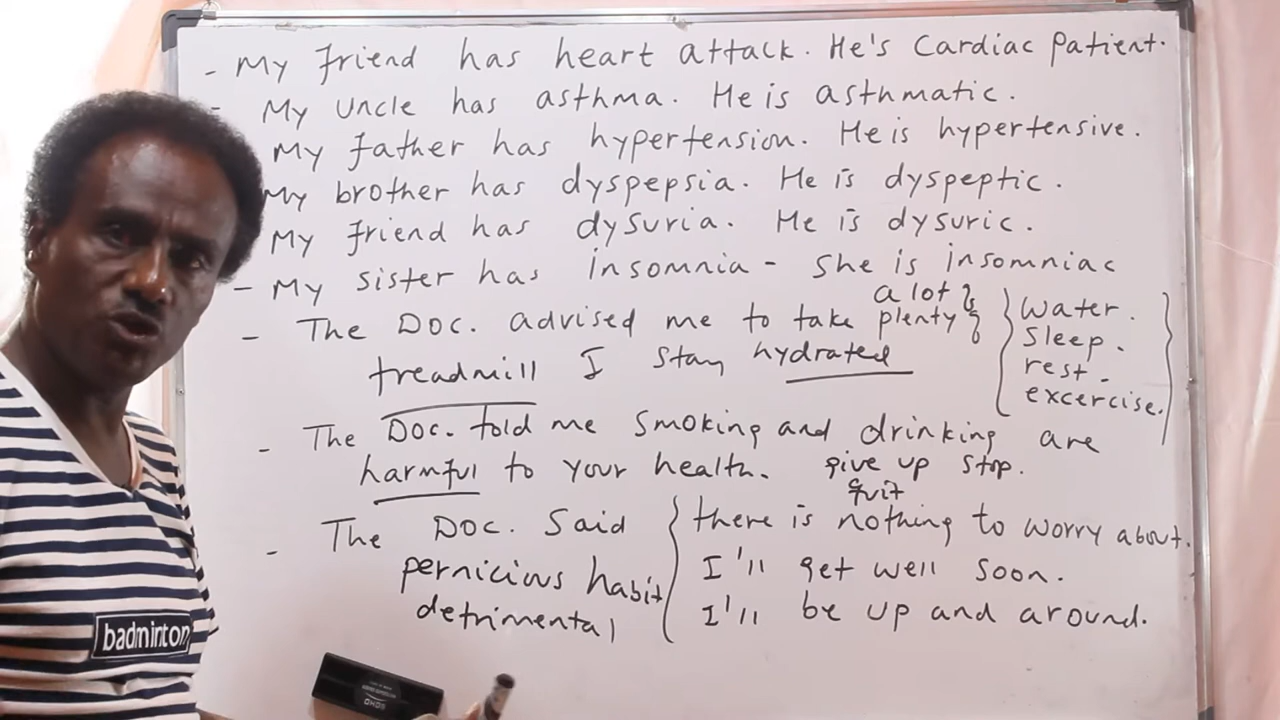 - My friend has heart attack. He's Cardiac Patient.
- My uncle has asthma. He is asthmatic.
My father has hypertension. He is hypertensive.
My brother has dyspepsia. He is dyspeptic.
My friend has dysuria. He is dysuric.
- My sister has insomnia - She is insomniac
a lot
- The Doc. advised me to take plenty
water.
sleep.
rest.
excercise.
treadmill I stay hydrated
- The Doc. told me smoking and drinking are
harmful to your health. give up stop.
quit
- The Doc. Said
pernicious habit
detrimental
there is nothing to worry about.
I'll get well soon.
I'll be up and around.
badminton